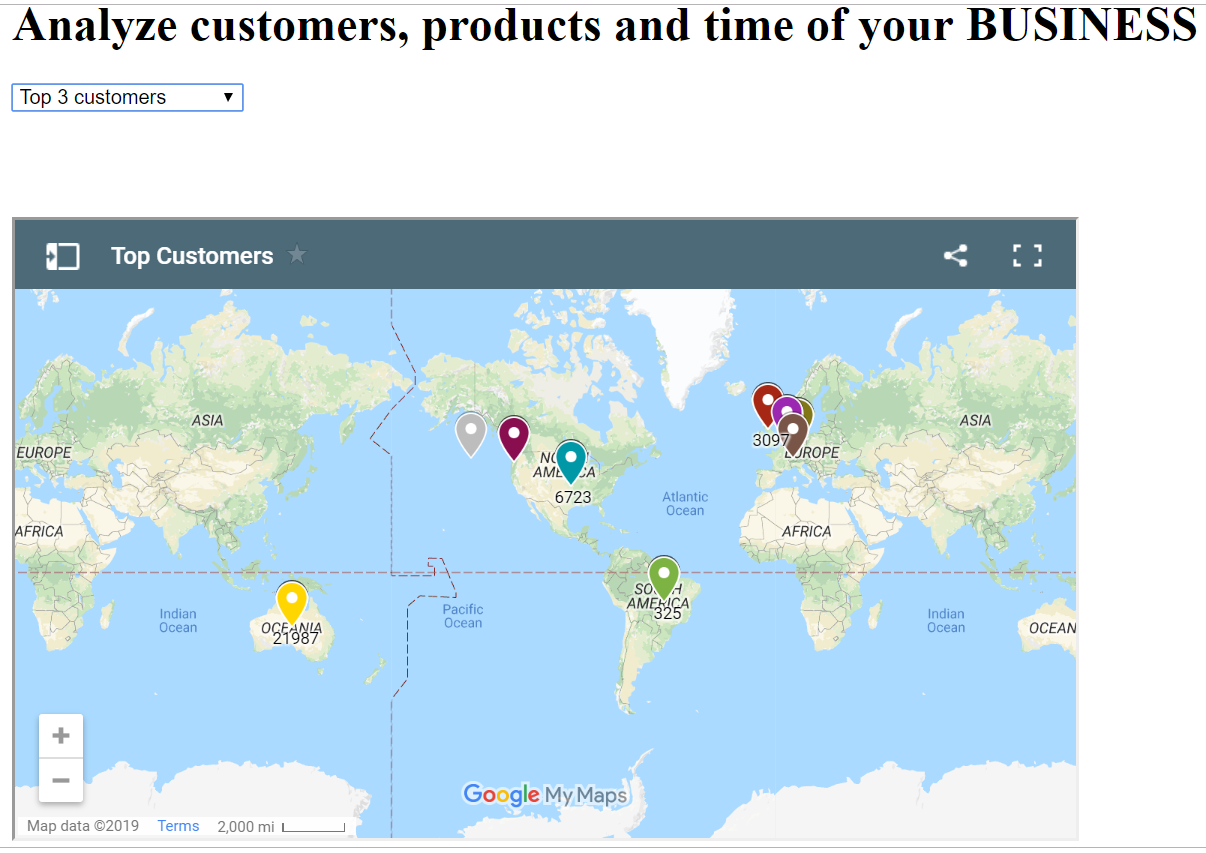 Analyze customers, products and time of your BUSINESS
Top 3 customers
Top Customers
ASIA
ASIA
EUROPE
3097
EUROPE
NORTH
AMERICA
6723
Atlantic
Ocean
AFRICA
AFRICA
SOUTH
AMERICA
325
Indian
Ocean
Pacific
Ocean
Indian
Ocean
OCEANIA
21987
OCEAN
Google My Maps
Map data ©2019 Terms 2,000 mi